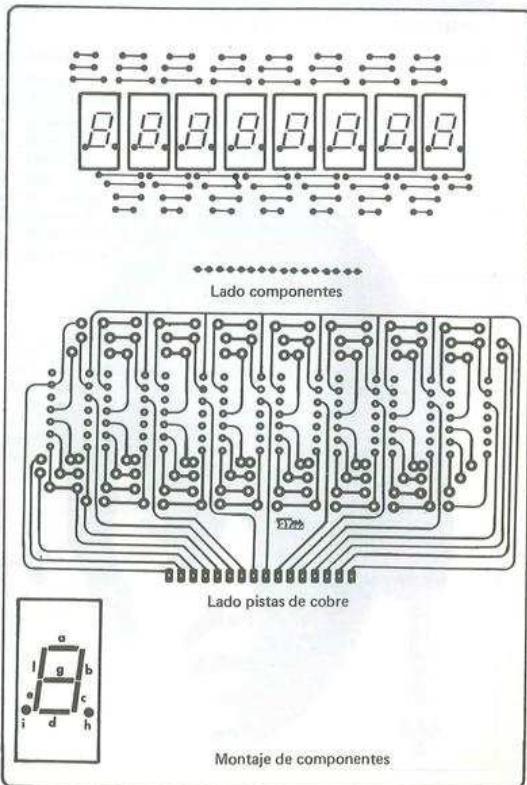 Lado componentes
Lado pistas de cobre
a
l g b
e c
i d h
Montaje de componentes